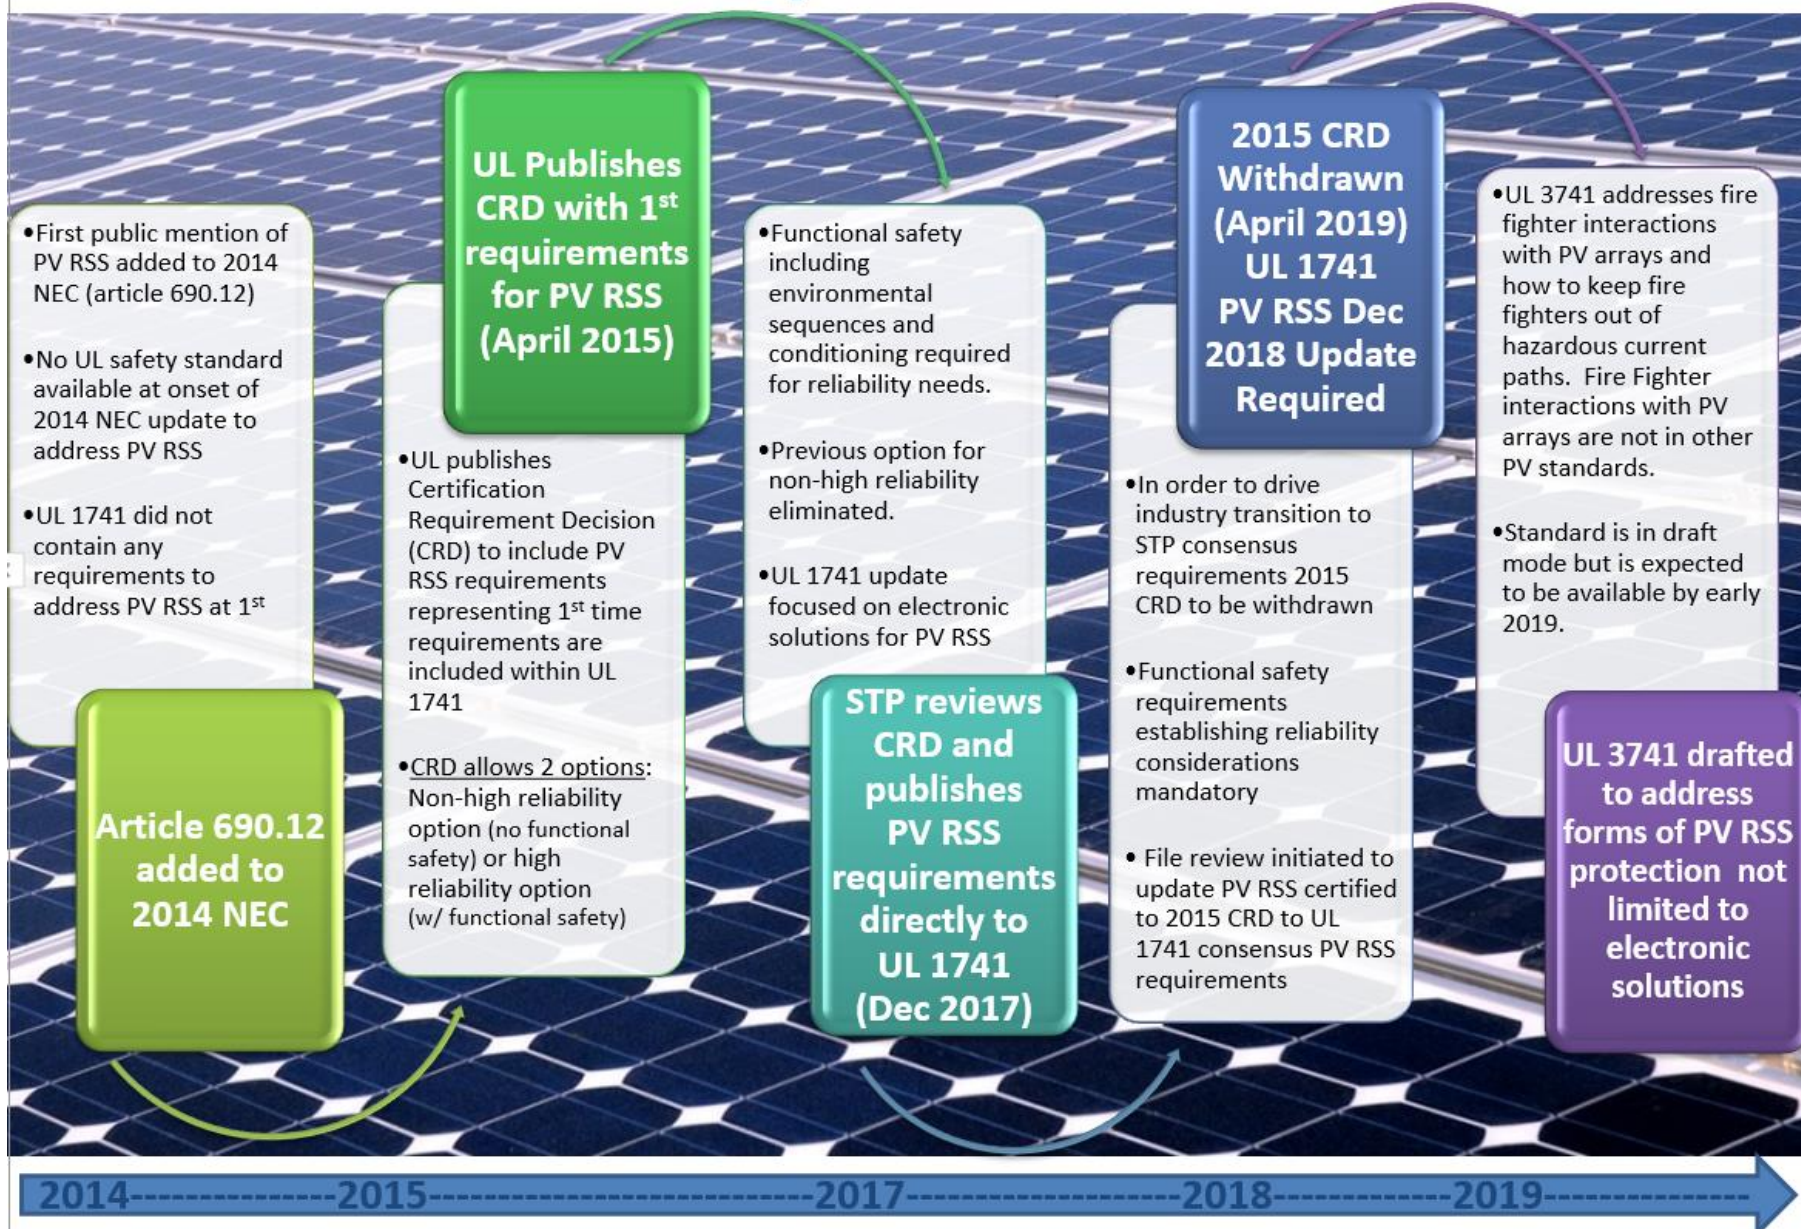 •First public mention of
PV RSS added to 2014
NEC (article 690.12)
•No UL safety standard
available at onset of
2014 NEC update to
address PV RSS
•UL 1741 did not
contain any
requirements to
address PV RSS at 1st
Article 690.12
added to
2014 NEC
UL Publishes
CRD with 1st
requirements
for PV RSS
(April 2015)
•UL publishes
Certification
Requirement Decision
(CRD) to include PV
RSS requirements
representing 1st time
requirements are
included within UL
1741
•CRD allows 2 options:
Non-high reliability
option (no functional
safety) or high
reliability option
(w/ functional safety)
•Functional safety
including
environmental
sequences and
conditioning required
for reliability needs.
•Previous option for
non-high reliability
eliminated.
•UL 1741 update
focused on electronic
solutions for PV RSS
STP reviews
CRD and
publishes
PV RSS
requirements
directly to
UL 1741
(Dec 2017)
2015 CRD
Withdrawn
(April 2019)
UL 1741
PV RSS Dec
2018 Update
Required
•In order to drive
industry transition to
STP consensus
requirements 2015
CRD to be withdrawn
•Functional safety
requirements
establishing reliability
considerations
mandatory
• File review initiated to
update PV RSS certified
to 2015 CRD to UL
1741 consensus PV RSS
requirements
•UL 3741 addresses fire
fighter interactions
with PV arrays and
how to keep fire
fighters out of
hazardous current
paths.  Fire Fighter
interactions with PV
arrays are not in other
PV standards.
•Standard is in draft
mode but is expected
to be available by early
2019.
UL 3741 drafted
to address
forms of PV RSS
protection  not
limited to
electronic
solutions
2014---------------2015----------------------------2017--------------------2018-------------2019---------------